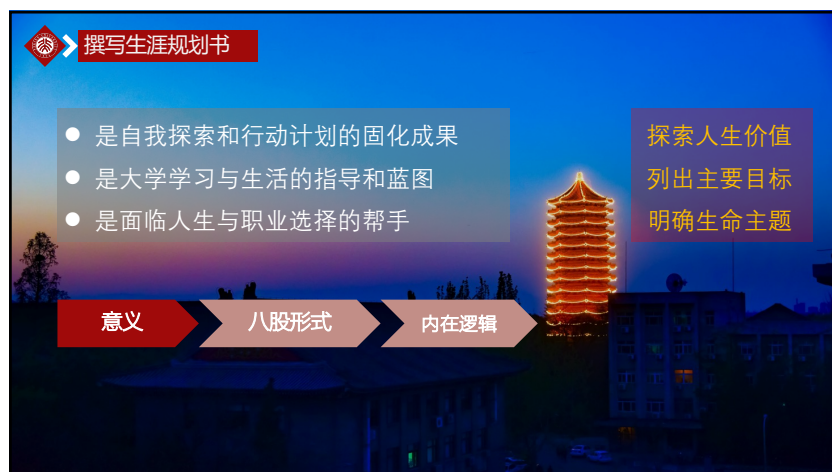 撰写生涯规划书
是自我探索和行动计划的固化成果
是大学学习与生活的指导和蓝图
是面临人生与职业选择的帮手
探索人生价值
列出主要目标
明确生命主题
意义
八股形式
内在逻辑